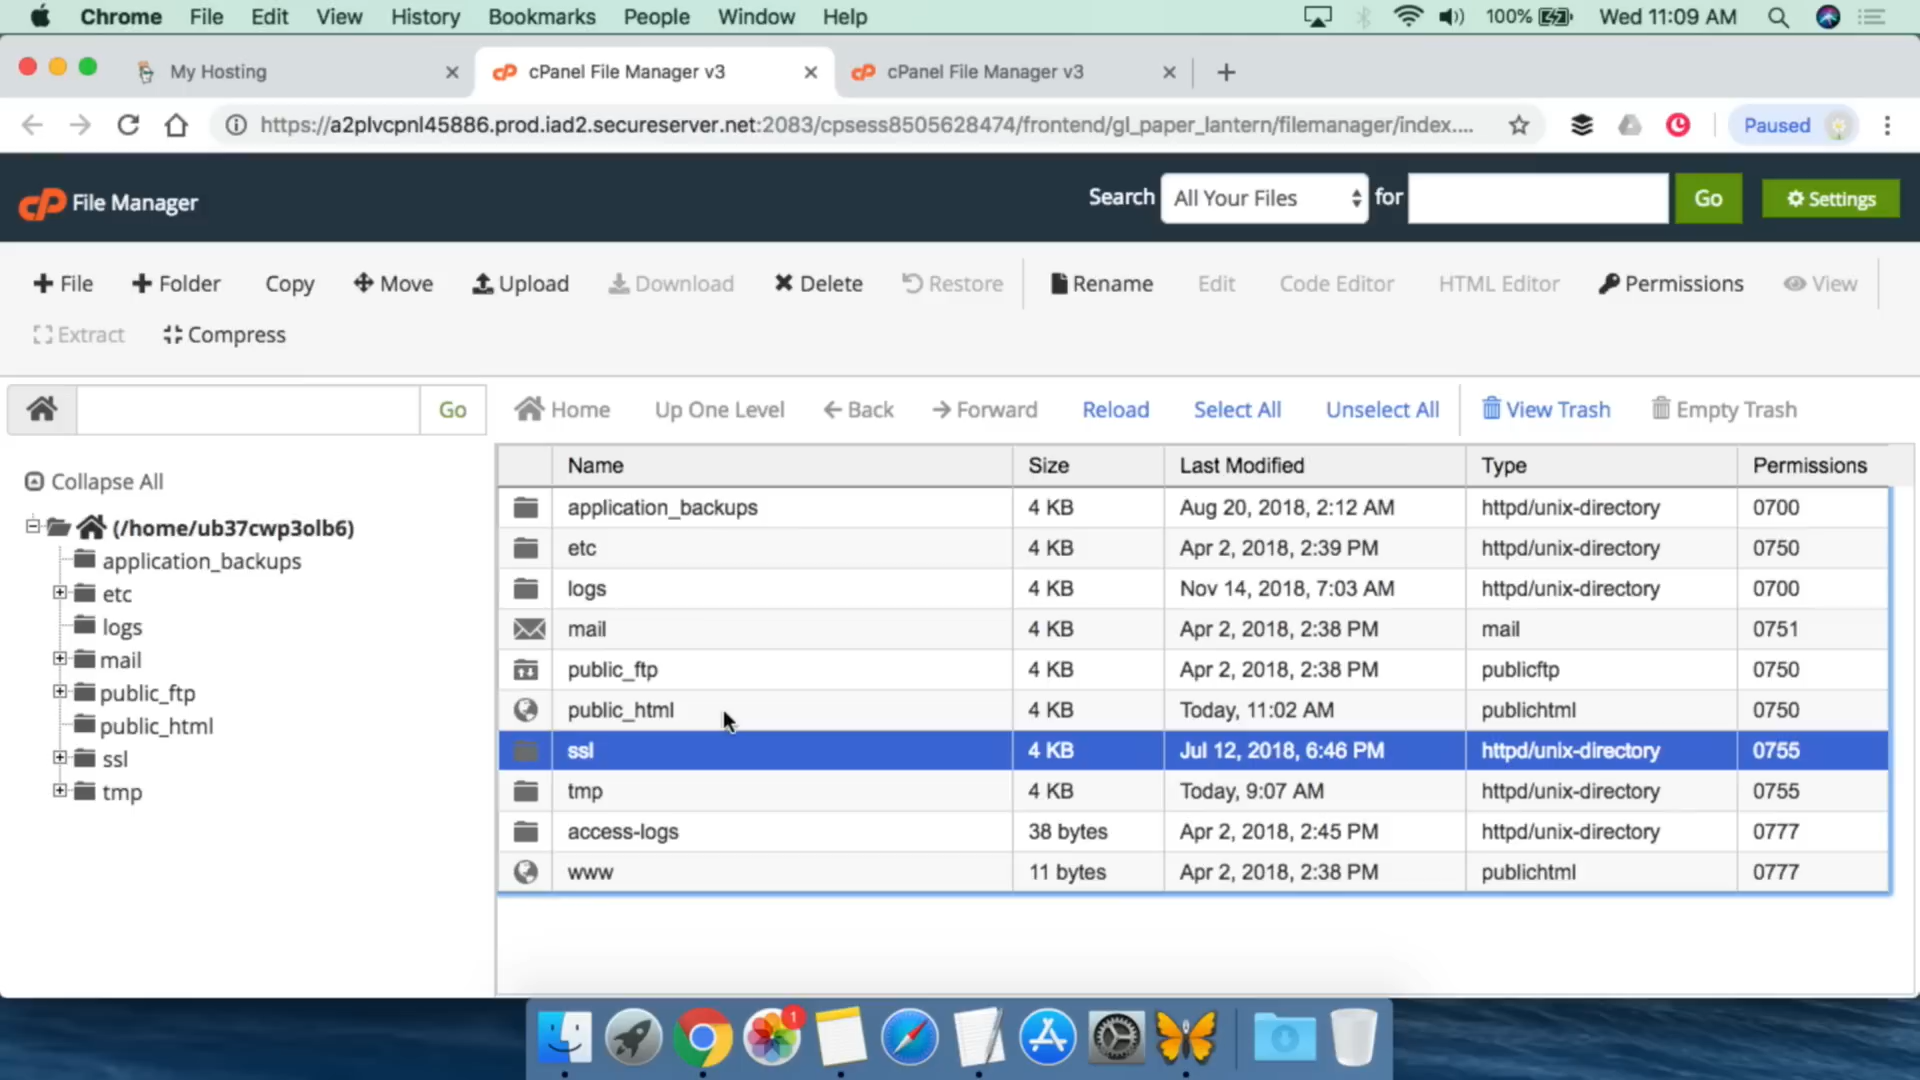 Chrome File Edit View History Bookmarks People Window Help 100% Wed 11:09 AM
My Hosting cPanel File Manager v3 cPanel File Manager v3
https://a2plvcpnl45886.prod.iad2.secureserver.net:2083/cpsess8505628474/frontend/gl_paper_lantern/filemanager/index.... Paused
cP File Manager Search All Your Files for Go Settings
File Folder Copy Move Upload Download Delete Restore Rename Edit Code Editor HTML Editor Permissions View
Extract Compress
Go Home Up One Level Back Forward Reload Select All Unselect All View Trash Empty Trash
Collapse All
(/home/ub37cwp3olb6)
application_backups
etc
logs
mail
public_ftp
public_html
ssl
tmp
Name Size Last Modified Type Permissions
application_backups 4 KB Aug 20, 2018, 2:12 AM httpd/unix-directory 0700
etc 4 KB Apr 2, 2018, 2:39 PM httpd/unix-directory 0750
logs 4 KB Nov 14, 2018, 7:03 AM httpd/unix-directory 0700
mail 4 KB Apr 2, 2018, 2:38 PM mail 0751
public_ftp 4 KB Apr 2, 2018, 2:38 PM publicftp 0750
public_html 4 KB Today, 11:02 AM publichtml 0750
ssl 4 KB Jul 12, 2018, 6:46 PM httpd/unix-directory 0755
tmp 4 KB Today, 9:07 AM httpd/unix-directory 0755
access-logs 38 bytes Apr 2, 2018, 2:45 PM httpd/unix-directory 0777
www 11 bytes Apr 2, 2018, 2:38 PM publichtml 0777
1